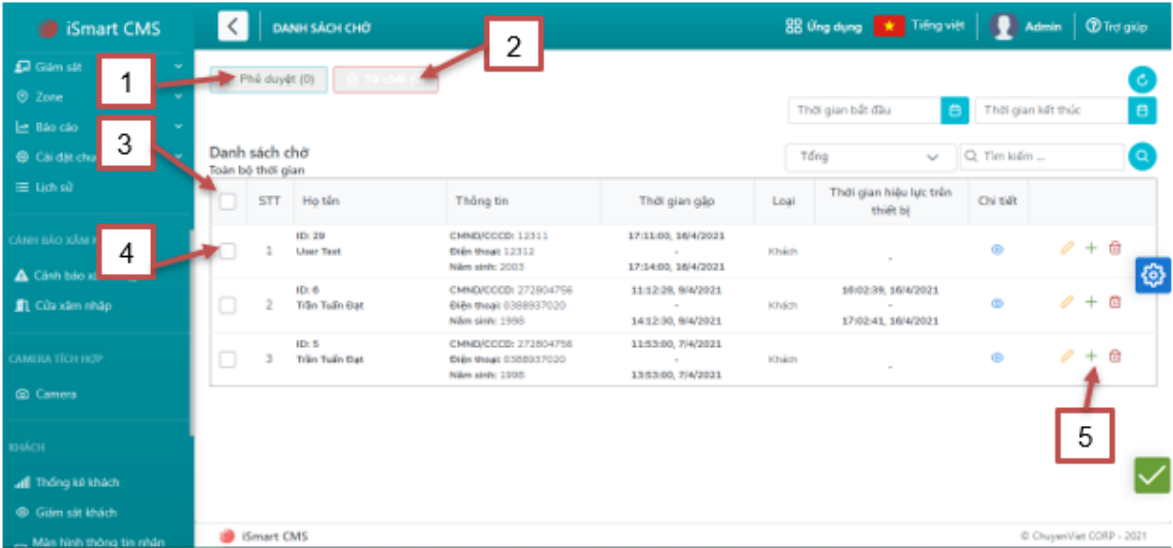 iSmart CMS
DANH SÁCH CHỜ
Ứng dụng
Tiếng việt
Admin
Trợ giúp
Giám sát
Zone
Báo cáo
Cài đặt
Lịch sử
CẢNH BÁO XÂM
Cảnh báo
Cửa xâm nhập
CAMERA TÍCH HỢP
Camera
KHÁCH
Thống kê khách
Giám sát khách
Màn hình thông tin nhân
1
2
3
4
5
Phê duyệt (0)
Từ chối
Thời gian bắt đầu
Thời gian kết thúc
Danh sách chờ
Toàn bộ thời gian
Tổng
Tìm kiếm ...
STT Họ tên Thông tin Thời gian gặp Loại Thời gian hiệu lực trên thiết bị Chi tiết
ID: 29 CMND/CCCD: 12311 17:11:00, 16/4/2021
1 User Test Điện thoại: 12312 - Khách -
Năm sinh: 2003 17:14:00, 16/4/2021
ID: 6 CMND/CCCD: 272804756 11:12:28, 9/4/2021 16:02:39, 16/4/2021
2 Trần Tuấn Đạt Điện thoại: 0388937020 - Khách -
Năm sinh: 1998 14:12:30, 9/4/2021 17:02:41, 16/4/2021
ID: 5 CMND/CCCD: 272804756 11:53:00, 7/4/2021
3 Trần Tuấn Đạt Điện thoại: 0388937020 - Khách -
Năm sinh: 1998 13:53:00, 7/4/2021
iSmart CMS
© ChuyenViet CORP - 2021